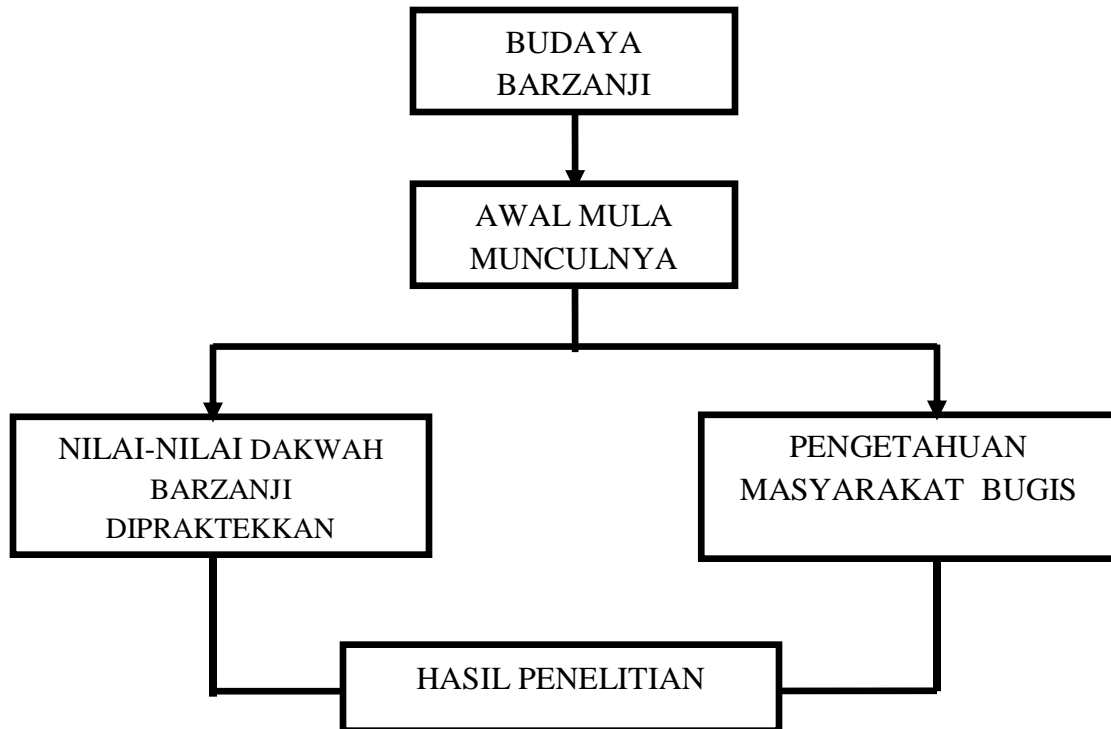 BUDAYA
BARZANJI
AWAL MULA
MUNCULNYA
NILAI-NILAI DAKWAH
BARZANJI
DIPRAKTEKKAN
PENGETAHUAN
MASYARAKAT BUGIS
HASIL PENELITIAN